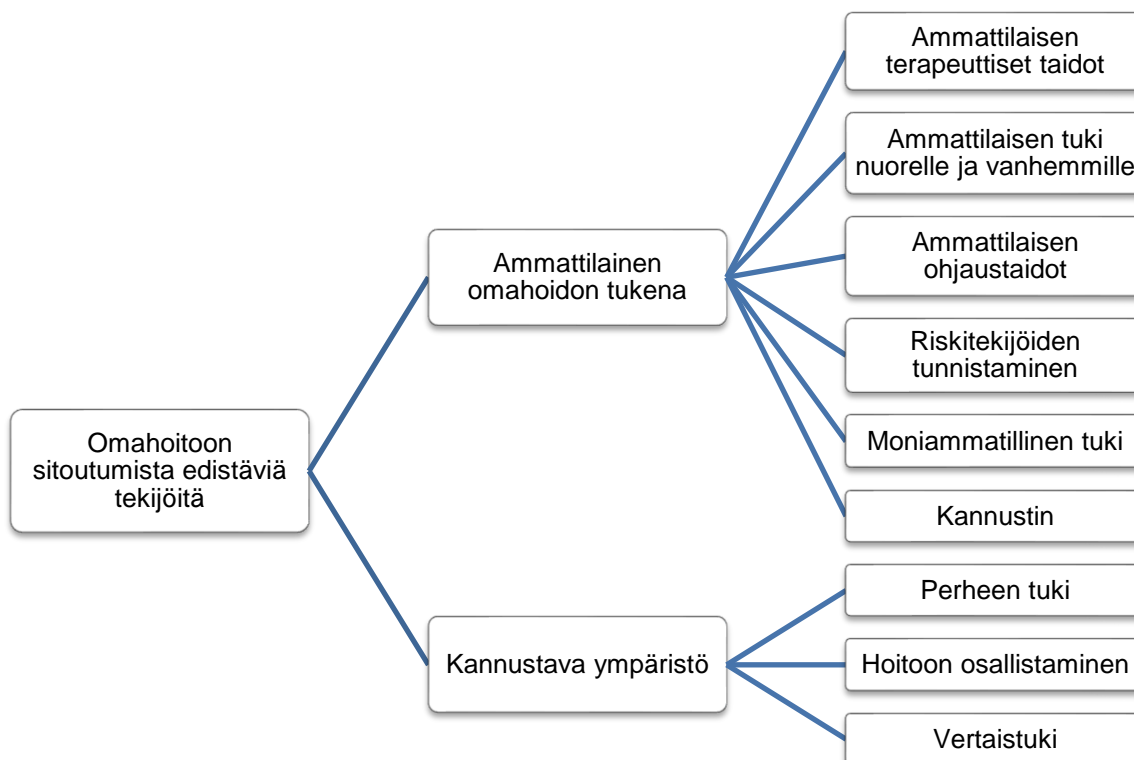 Omahoitoon
sitoutumista edistäviä
tekijöitä
Ammattilainen
omahoidon tukena
Ammattilaisen
terapeuttiset taidot
Ammattilaisen tuki
nuorelle ja vanhemmille
Ammattilaisen
ohjaustaidot
Riskitekijöiden
tunnistaminen
Moniammatillinen tuki
Kannustin
Kannustava ympäristö
Perheen tuki
Hoitoon osallistaminen
Vertaistuki